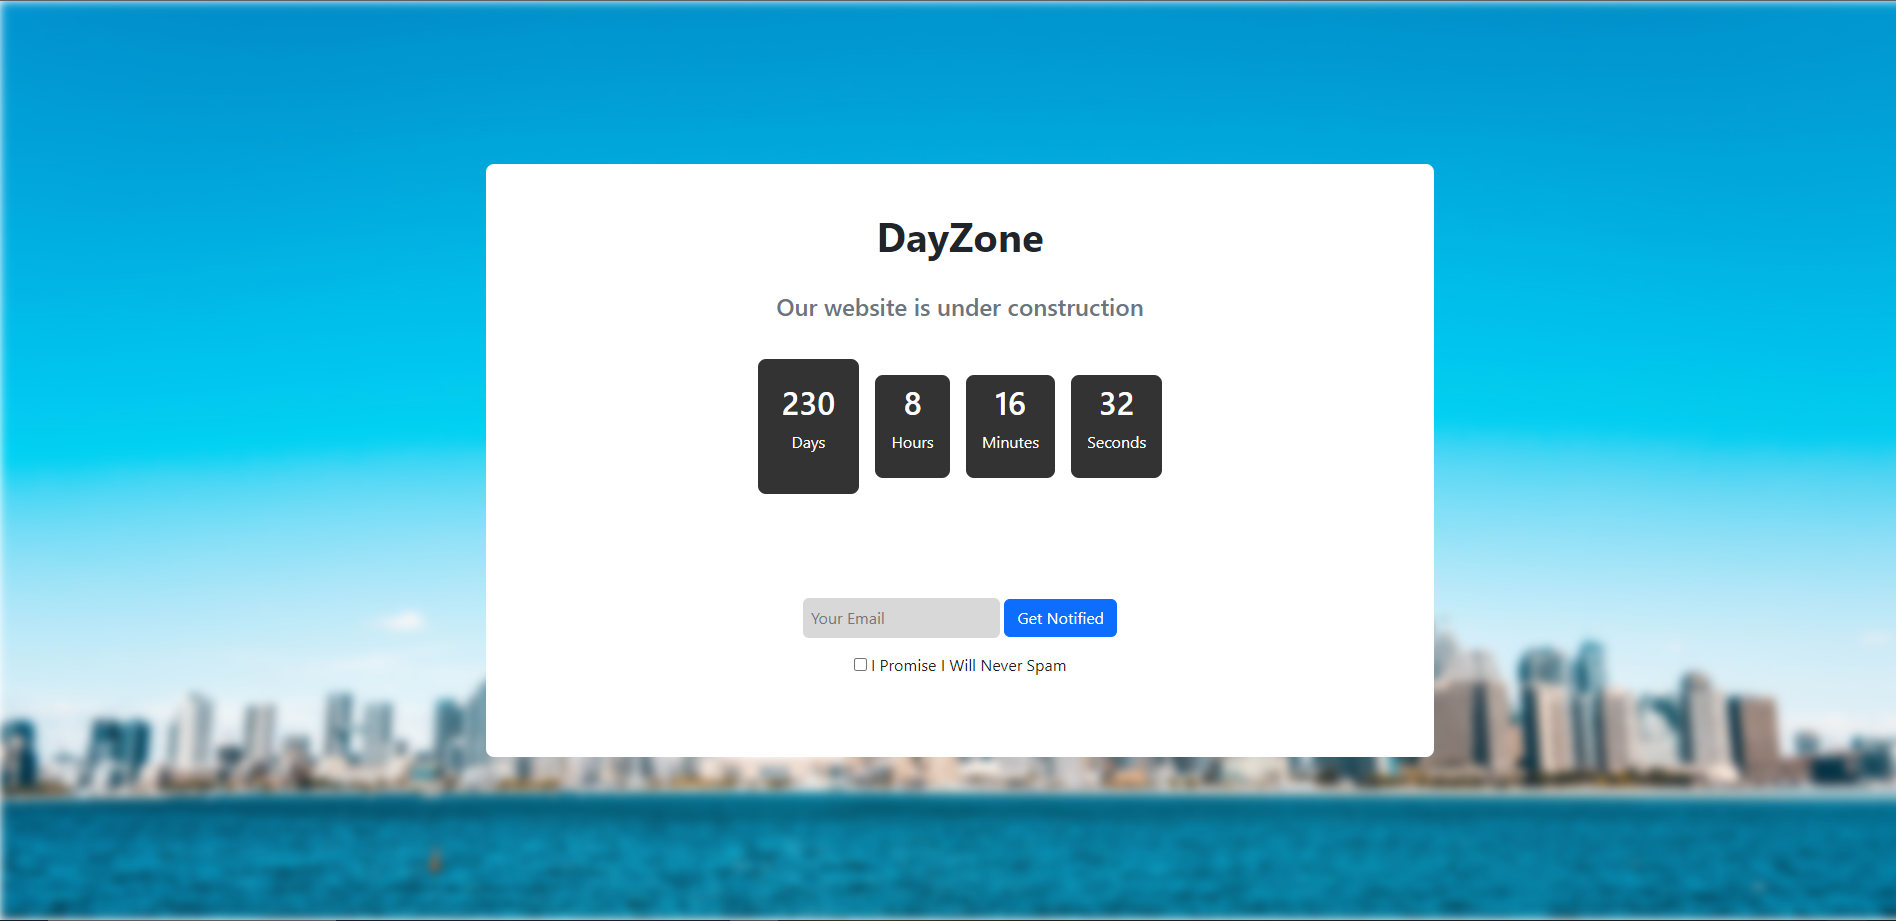 DayZone
Our website is under construction
230 8 16 32
Days Hours Minutes Seconds
Your Email Get Notified
I Promise I Will Never Spam